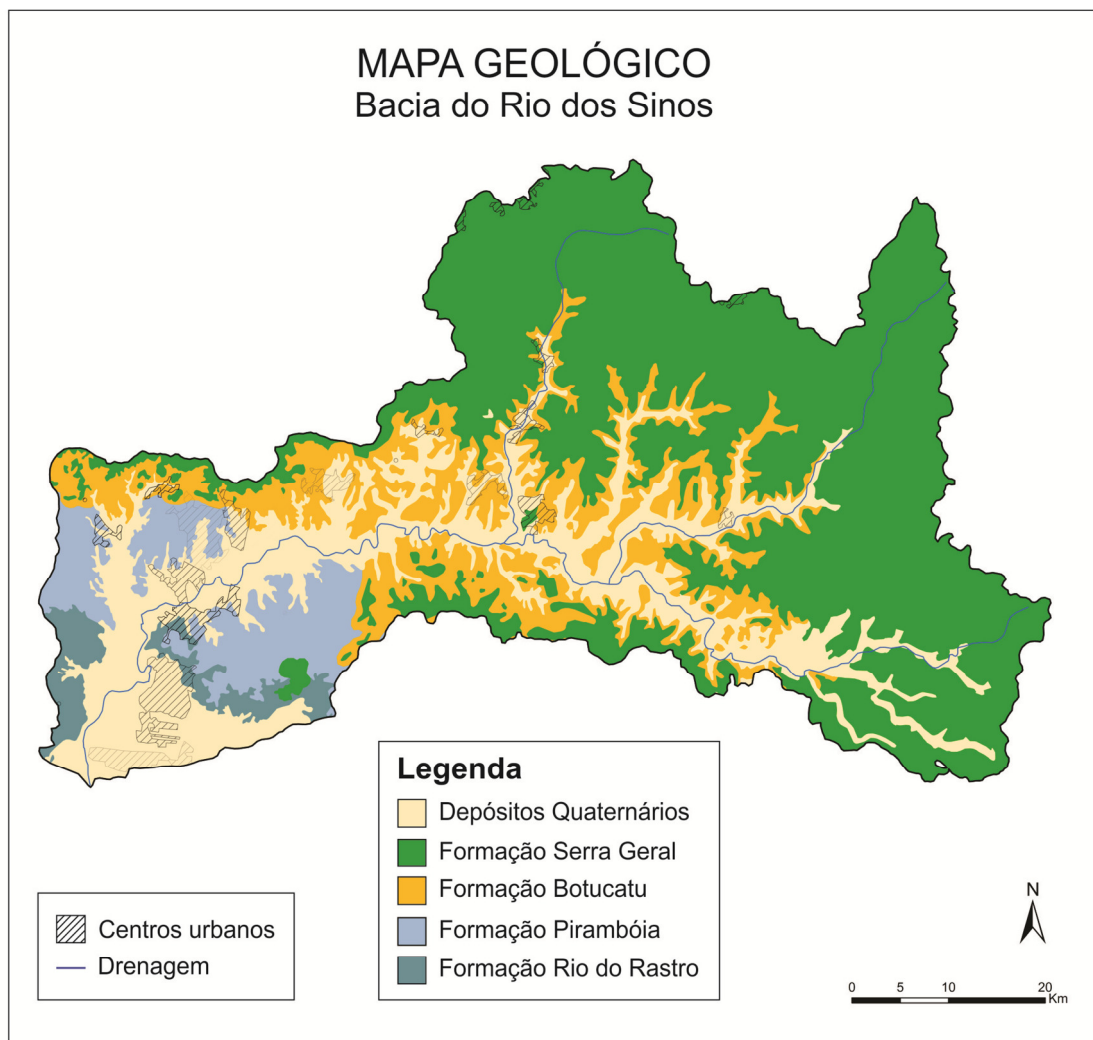 MAPA GEOLÓGICO
Bacia do Rio dos Sinos
Legenda
Depósitos Quaternários
Formação Serra Geral
Formação Botucatu
Formação Pirambóia
Formação Rio do Rastro
Centros urbanos
Drenagem
N
0 5 10 20
Km